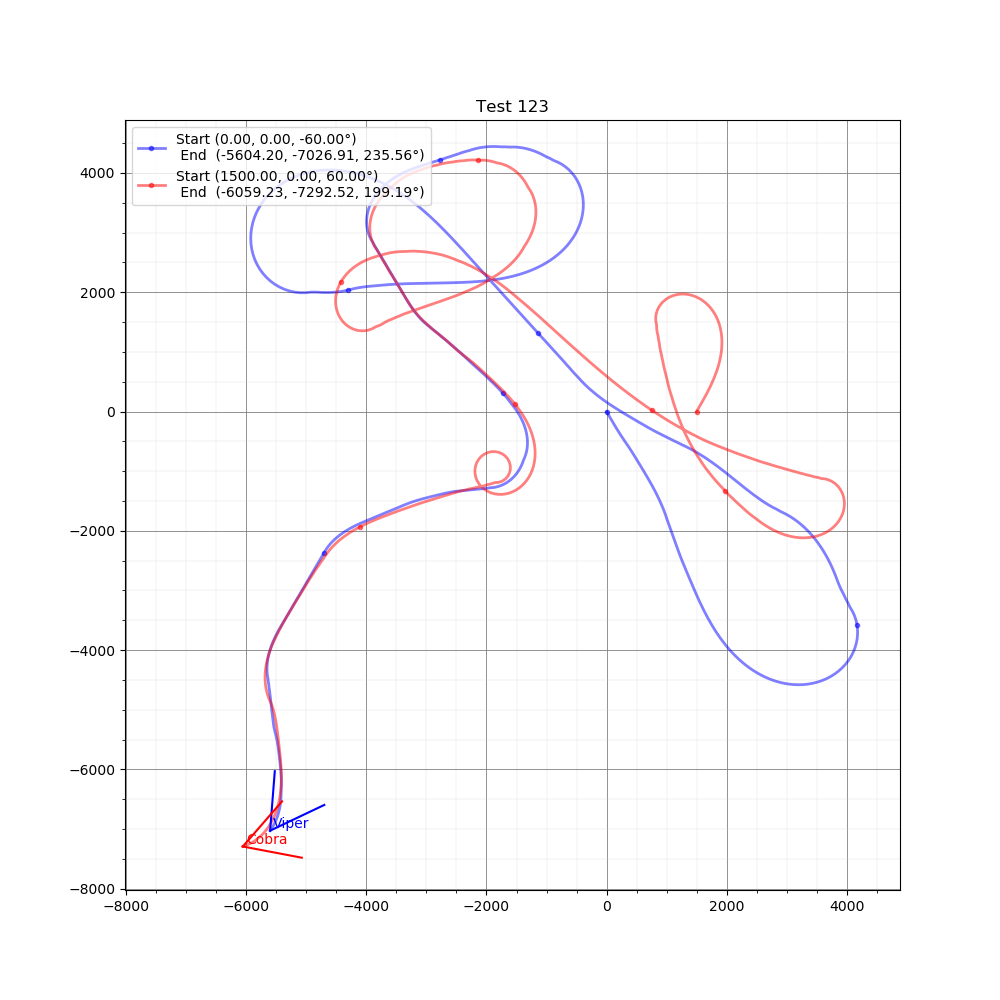 Test 123
Start (0.00, 0.00, -60.00°)
End (-5604.20, -7026.91, 235.56°)
Start (1500.00, 0.00, 60.00°)
End (-6059.23, -7292.52, 199.19°)
4000
2000
0
−2000
−4000
−6000
Viper
Cobra
−8000
−8000 −6000 −4000 −2000 0 2000 4000